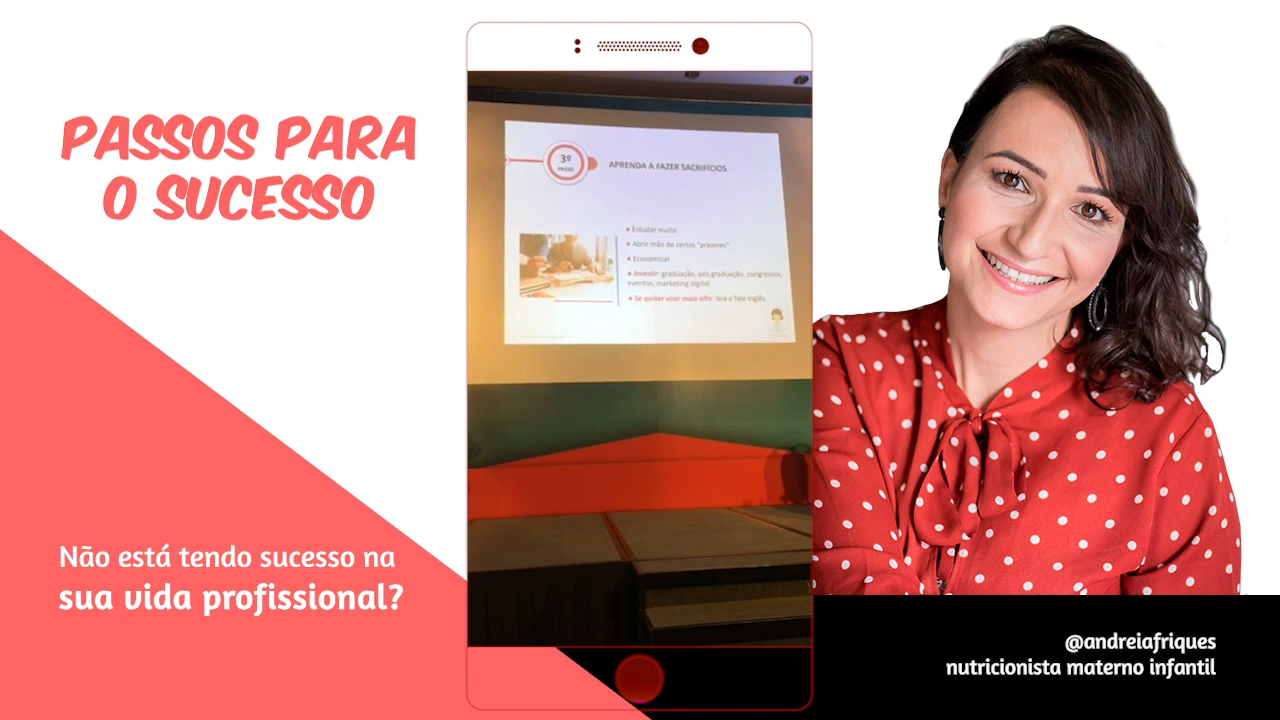 PASSOS PARA
O SUCESSO
3º
PASSO
APRENDA A FAZER SACRIFÍCIOS
• Estudar muito
• Abrir mão de certos "prazeres"
• Economizar
• Investir: graduação, pós graduação, congressos,
eventos, marketing digital
• Se quiser voar mais alto: leia e fale inglês
Não está tendo sucesso na
sua vida profissional?
@andreiafriques
nutricionista materno infantil